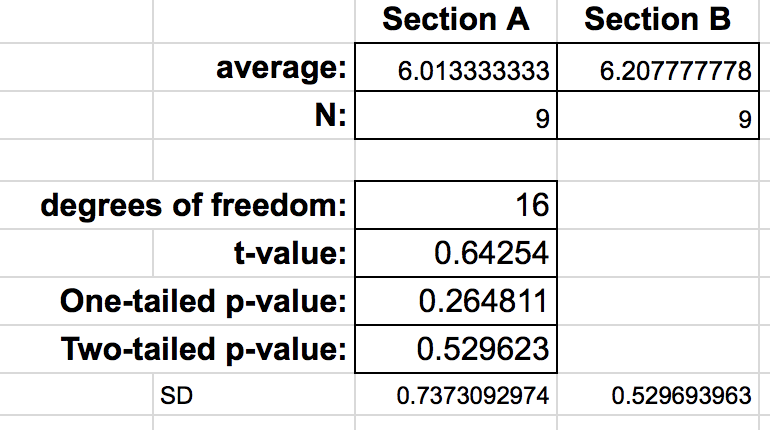 Section A Section B
average: 6.013333333 6.207777778
N: 9 9
degrees of freedom: 16
t-value: 0.64254
One-tailed p-value: 0.264811
Two-tailed p-value: 0.529623
SD 0.7373092974 0.529693963